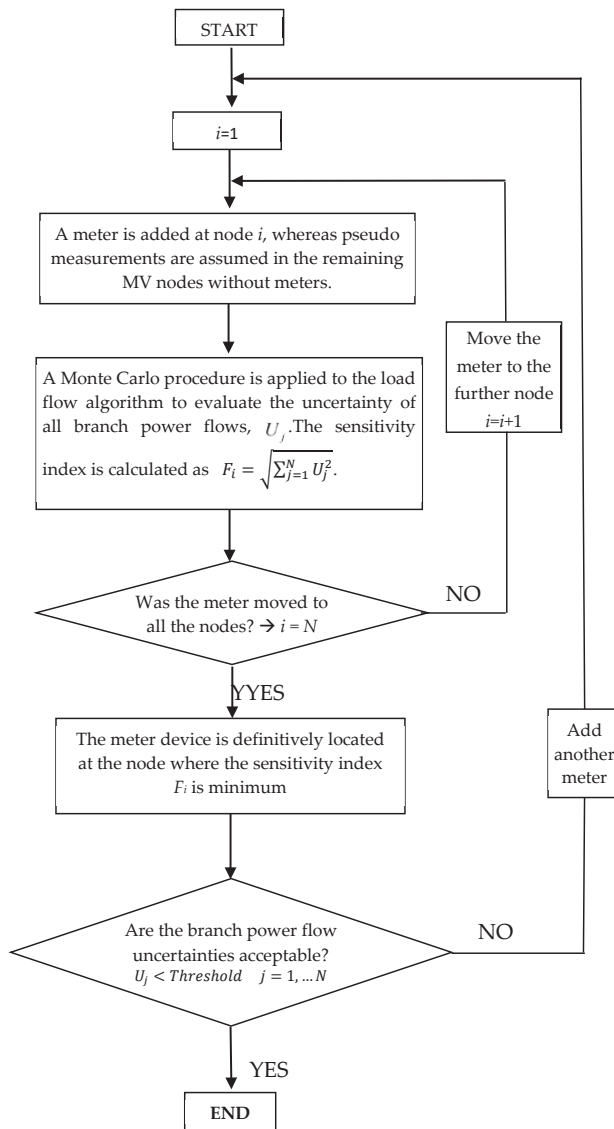 START
i=1
A meter is added at node i, whereas pseudo
measurements are assumed in the remaining
MV nodes without meters.
Move the
meter to the
further node
i=i+1
A Monte Carlo procedure is applied to the load
flow algorithm to evaluate the uncertainty of
all branch power flows, U_j .The sensitivity
index is calculated as F_i = √(∑_{j=1}^{N} U_j^2).
NO
Was the meter moved to
all the nodes? → i = N
YYES
The meter device is definitively located
at the node where the sensitivity index
F_i is minimum
Add
another
meter
NO
Are the branch power flow
uncertainties acceptable?
U_j < Threshold j = 1, … N
YES
END